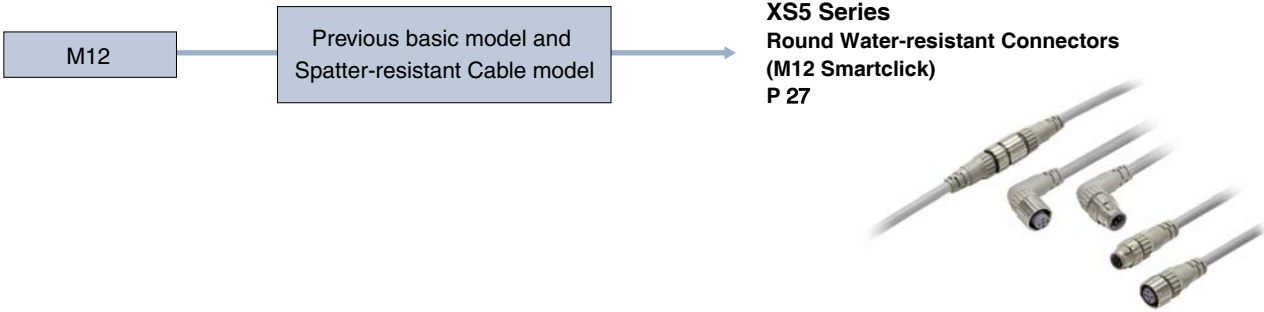 M12
Previous basic model and
Spatter-resistant Cable model
XS5 Series
Round Water-resistant Connectors
(M12 Smartclick)
P 27